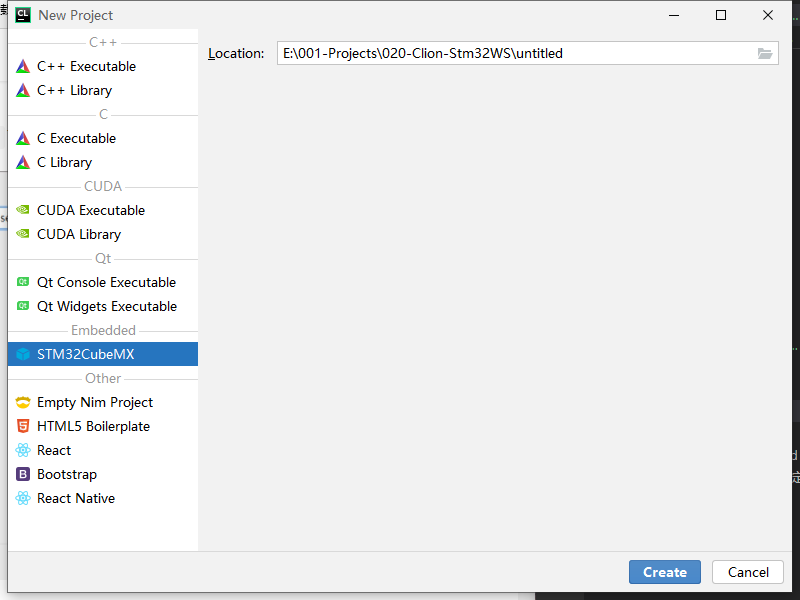 New Project
C++
C++ Executable
C++ Library
C
C Executable
C Library
CUDA
CUDA Executable
CUDA Library
Qt
Qt Console Executable
Qt Widgets Executable
Embedded
STM32CubeMX
Other
Empty Nim Project
HTML5 Boilerplate
React
Bootstrap
React Native
Location: E:\001-Projects\020-Clion-Stm32WS\untitled
Create Cancel